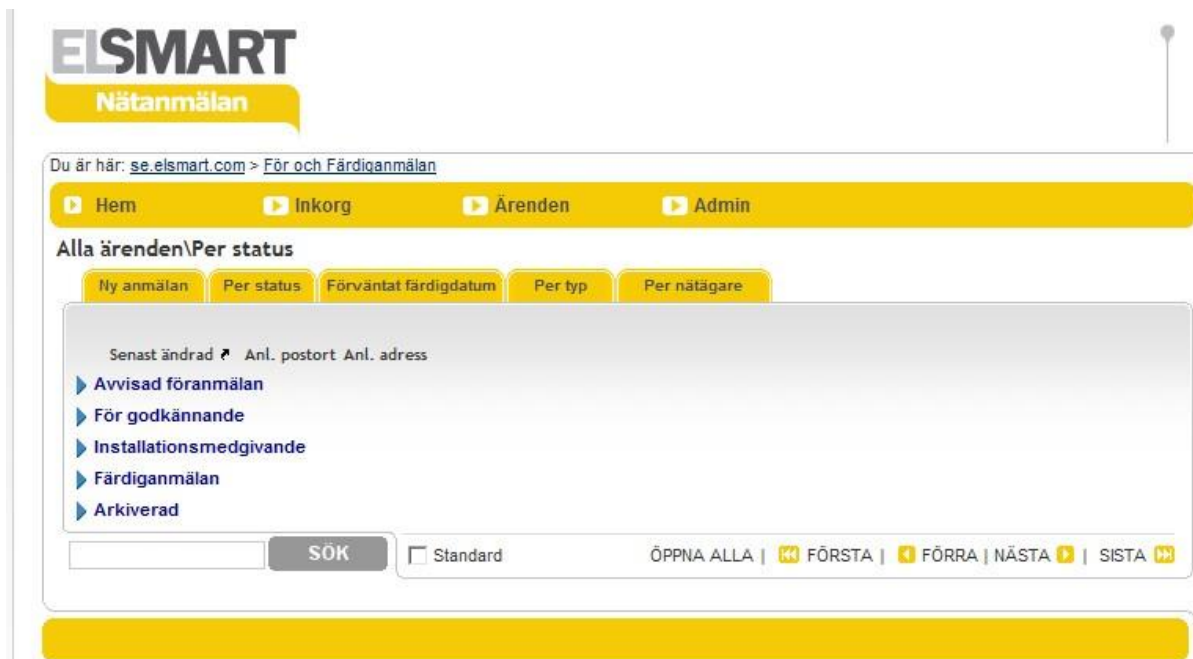 ELSMART
Nätanmälan
Du är här: se.elsmart.com > För och Färdiganmälan
Hem Inkorg Ärenden Admin
Alla ärenden\Per status
Ny anmälan Per status Förväntat färdigdatum Per typ Per nätägare
Senast ändrad Anl. postort Anl. adress
Avvisad föranmälan
För godkännande
Installationsmedgivande
Färdiganmälan
Arkiverad
SÖK Standard ÖPPNA ALLA | FÖRSTA | FÖRRA | NÄSTA | SISTA